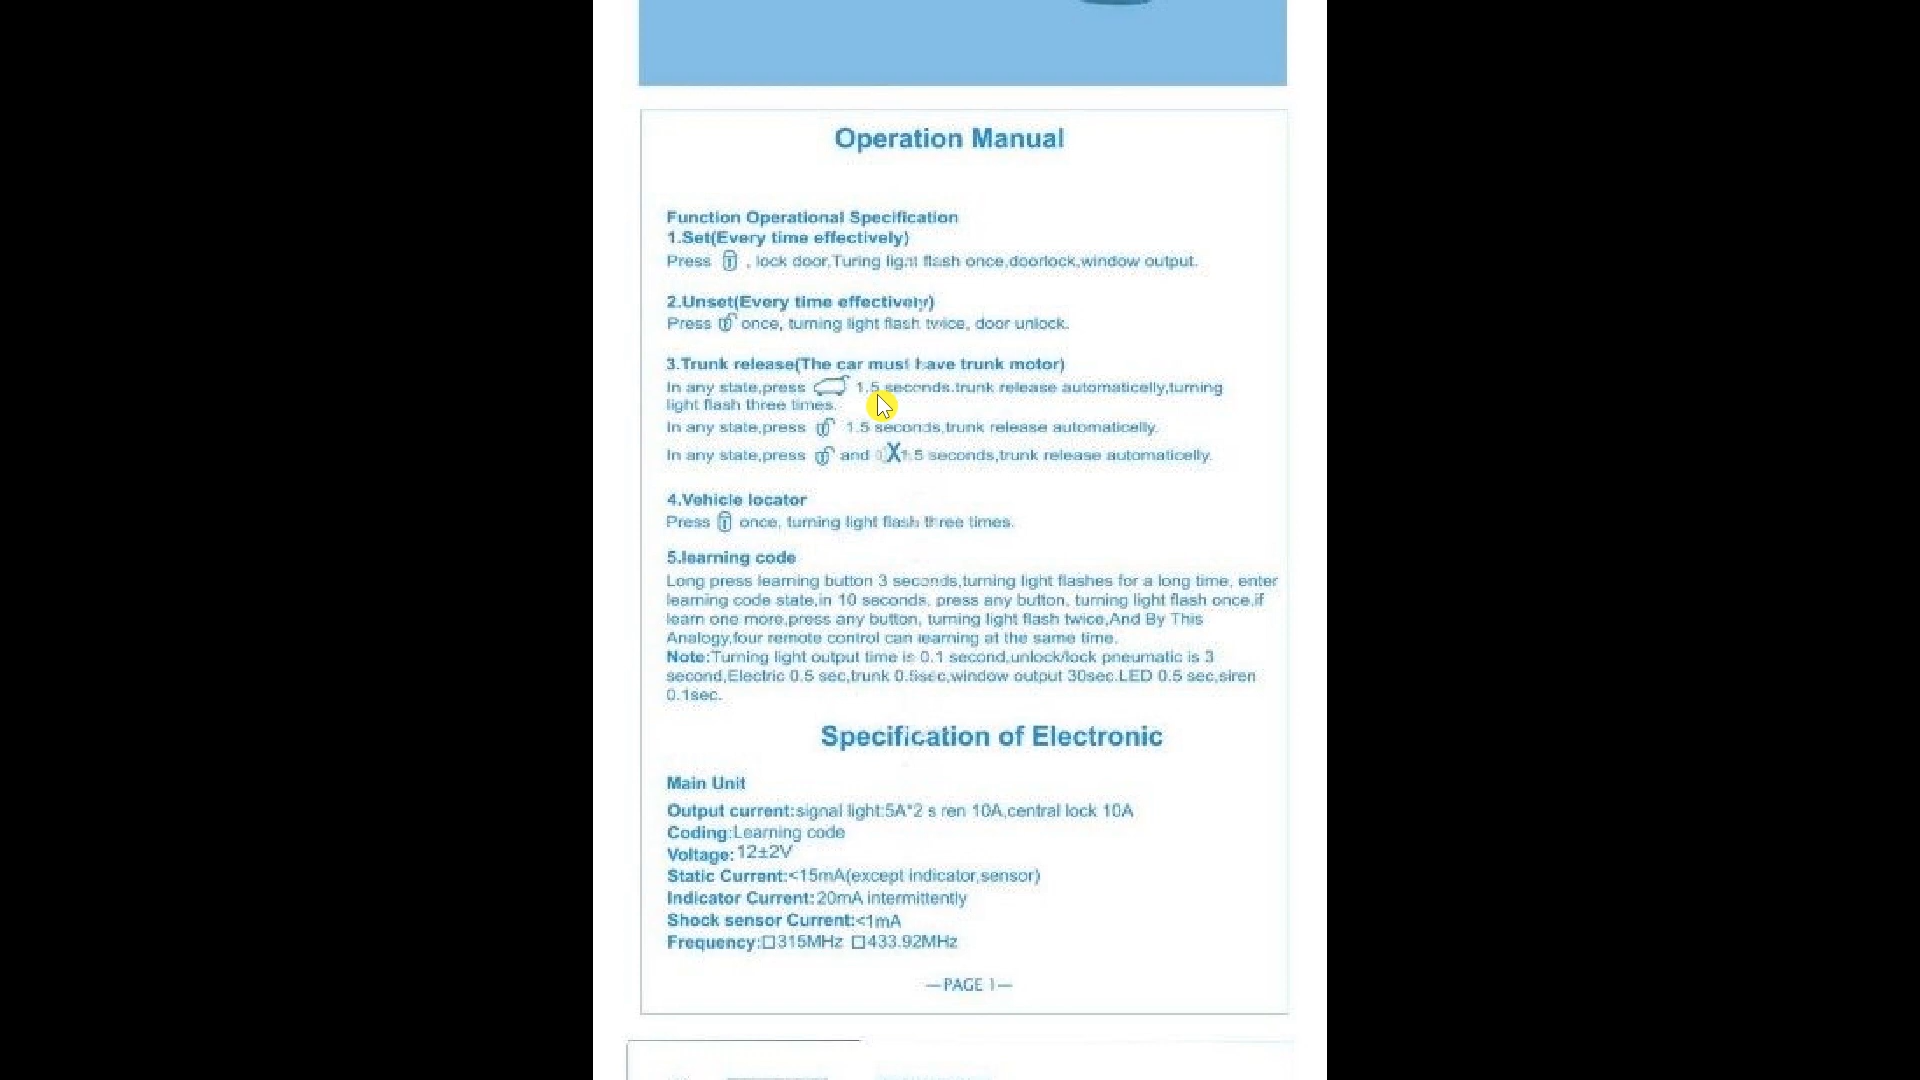 Operation Manual
Function Operational Specification
1.Set(Every time effectively)
Press , lock door,Turing light flash once,doorlock,window output.
2.Unset(Every time effectively)
Press once, turning light flash twice, door unlock.
3.Trunk release(The car must have trunk motor)
In any state,press 1.5 seconds.trunk release automaticelly,turning
light flash three times.
In any state,press 1.5 seconds,trunk release automaticelly.
In any state,press and X1.5 seconds,trunk release automaticelly.
4.Vehicle locator
Press once, turning light flash three times.
5.learning code
Long press learning button 3 seconds,turning light flashes for a long time, enter
learning code state,in 10 seconds, press any button, turning light flash once,if
learn one more,press any button, turning light flash twice,And By This
Analogy,four remote control can learning at the same time.
Note:Turning light output time is 0.1 second,unlock/lock pneumatic is 3
second,Electric 0.5 sec,trunk 0.5sec,window output 30sec.LED 0.5 sec,siren
0.1sec.
Specification of Electronic
Main Unit
Output current:signal light:5A*2 s ren 10A,central lock 10A
Coding:Learning code
Voltage: 12±2V
Static Current:<15mA(except indicator,sensor)
Indicator Current:20mA intermittently
Shock sensor Current:<1mA
Frequency:□315MHz □433.92MHz
—PAGE 1—